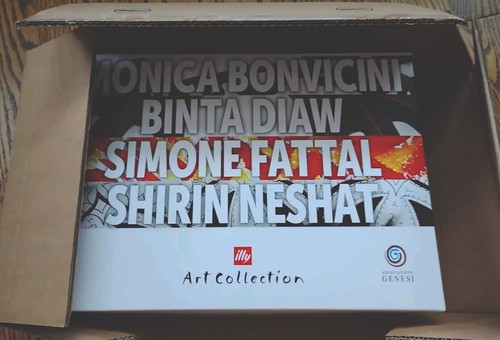 MONICA BONVICINI
BINTA DIAW
SIMONE FATTAL
SHIRIN NESHAT
illy
Art Collection
GENESI